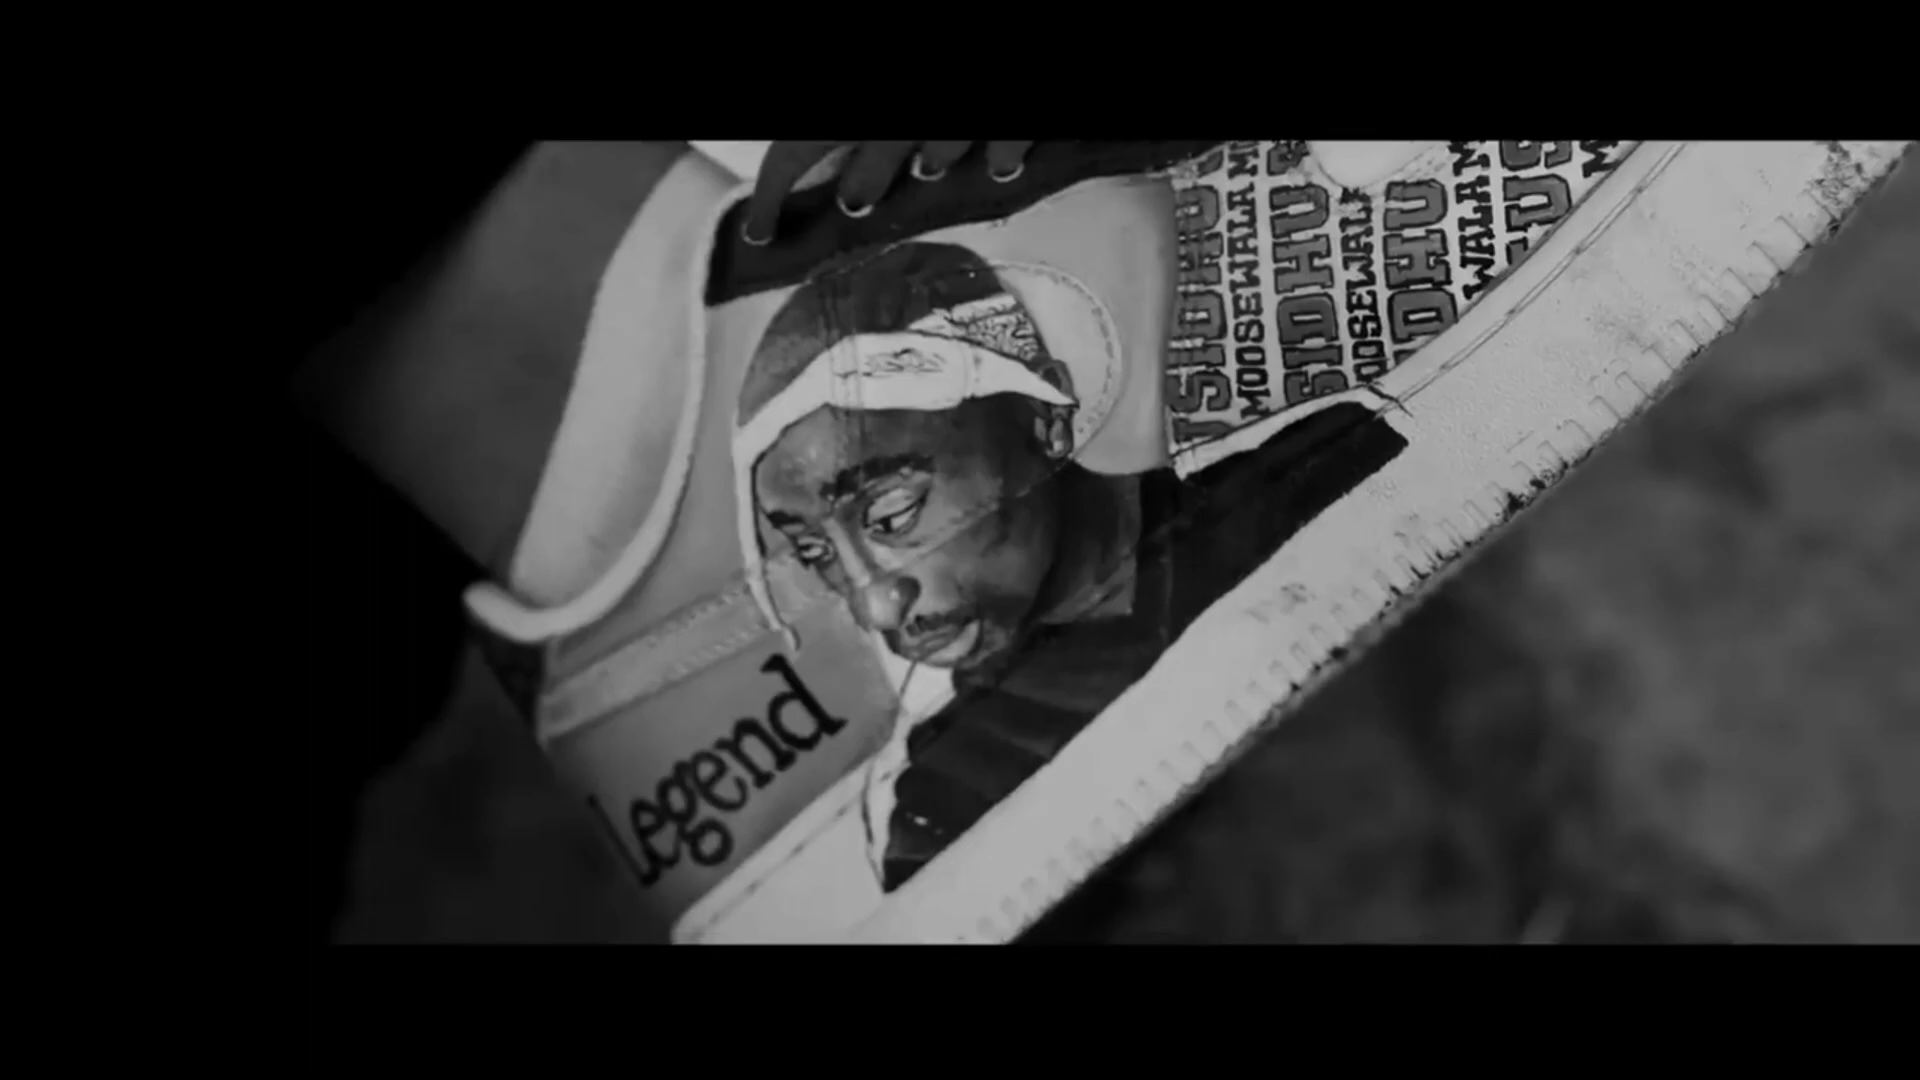 SIDHU
MOOSEWALA M
SIDHU S
MOOSEWALA
SIDHU
WALA M
Legend